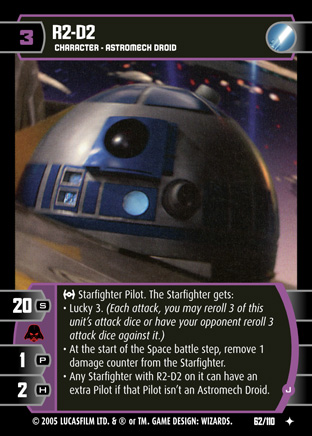 3
R2-D2
CHARACTER - ASTROMECH DROID
20 S
1 P
2 H
Starfighter Pilot. The Starfighter gets:
• Lucky 3. (Each attack, you may reroll 3 of this
unit's attack dice or have your opponent reroll 3
attack dice against it.)
• At the start of the Space battle step, remove 1
damage counter from the Starfighter.
• Any Starfighter with R2-D2 on it can have an
extra Pilot if that Pilot isn't an Astromech Droid.
J
© 2005 LUCASFILM LTD. & ® or TM. GAME DESIGN: WIZARDS.
62/110